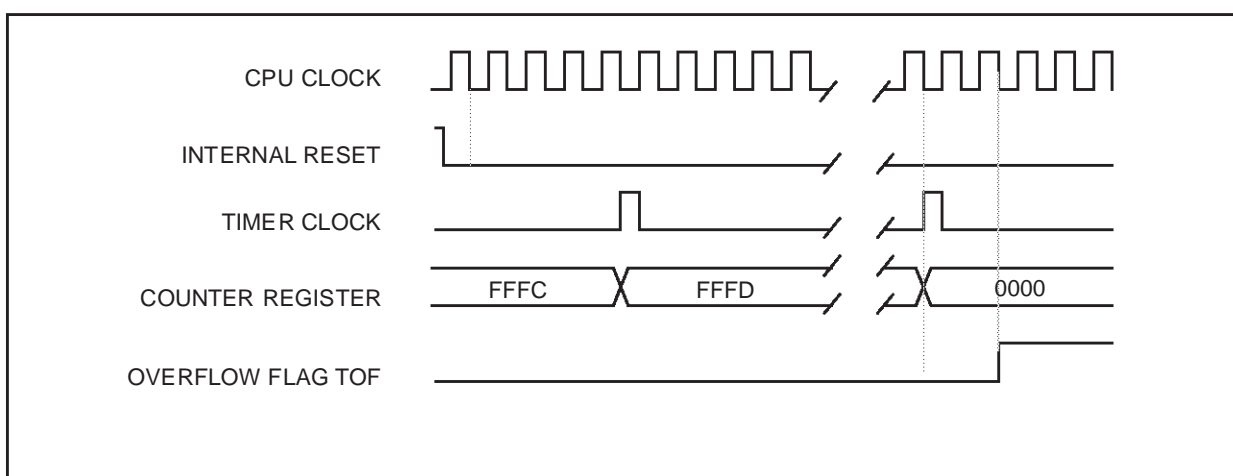 CPU CLOCK
INTERNAL RESET
TIMER CLOCK
COUNTER REGISTER FFFC FFFD 0000
OVERFLOW FLAG TOF